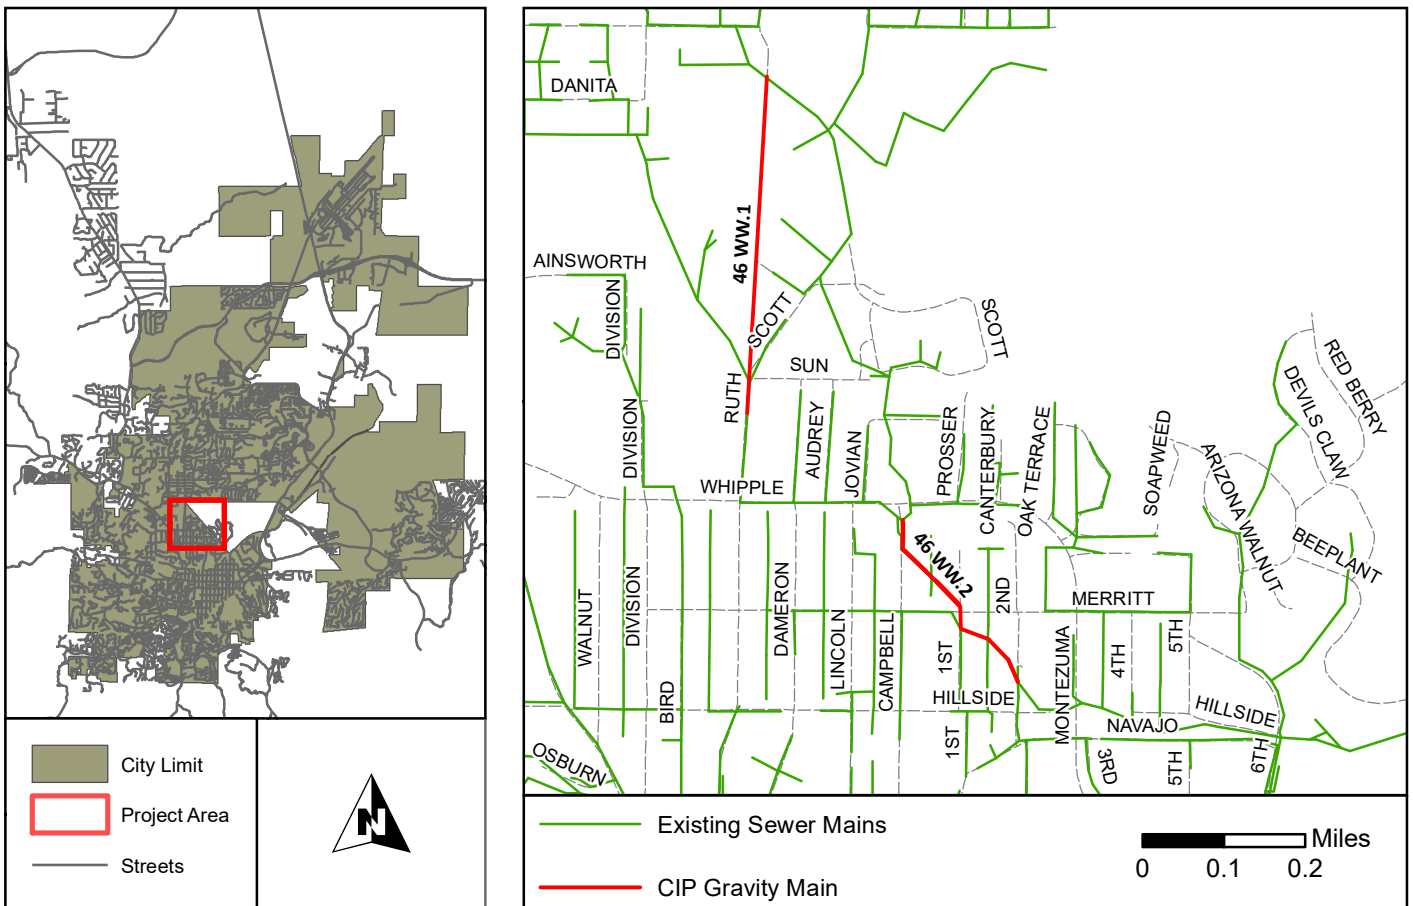 DANITA
46 WW.1
AINSWORTH
DIVISION
SCOTT
SCOTT
SUN
RUTH
RED BERRY
DEVILS CLAW
DIVISION
AUDREY
JOVIAN
PROSSER
CANTERBURY
OAK TERRACE
SOAPWEED
ARIZONA WALNUT
WHIPPLE
BEEPLANT
46 WW.2
WALNUT
DIVISION
DAMERON
LINCOLN
CAMPBELL
1ST
2ND
MERRITT
MONTEZUMA
4TH
5TH
BIRD
HILLSIDE
HILLSIDE
NAVAJO
OSBURN
1ST
3RD
5TH
6TH
City Limit
Project Area
Streets
N
Existing Sewer Mains
CIP Gravity Main
Miles
0 0.1 0.2